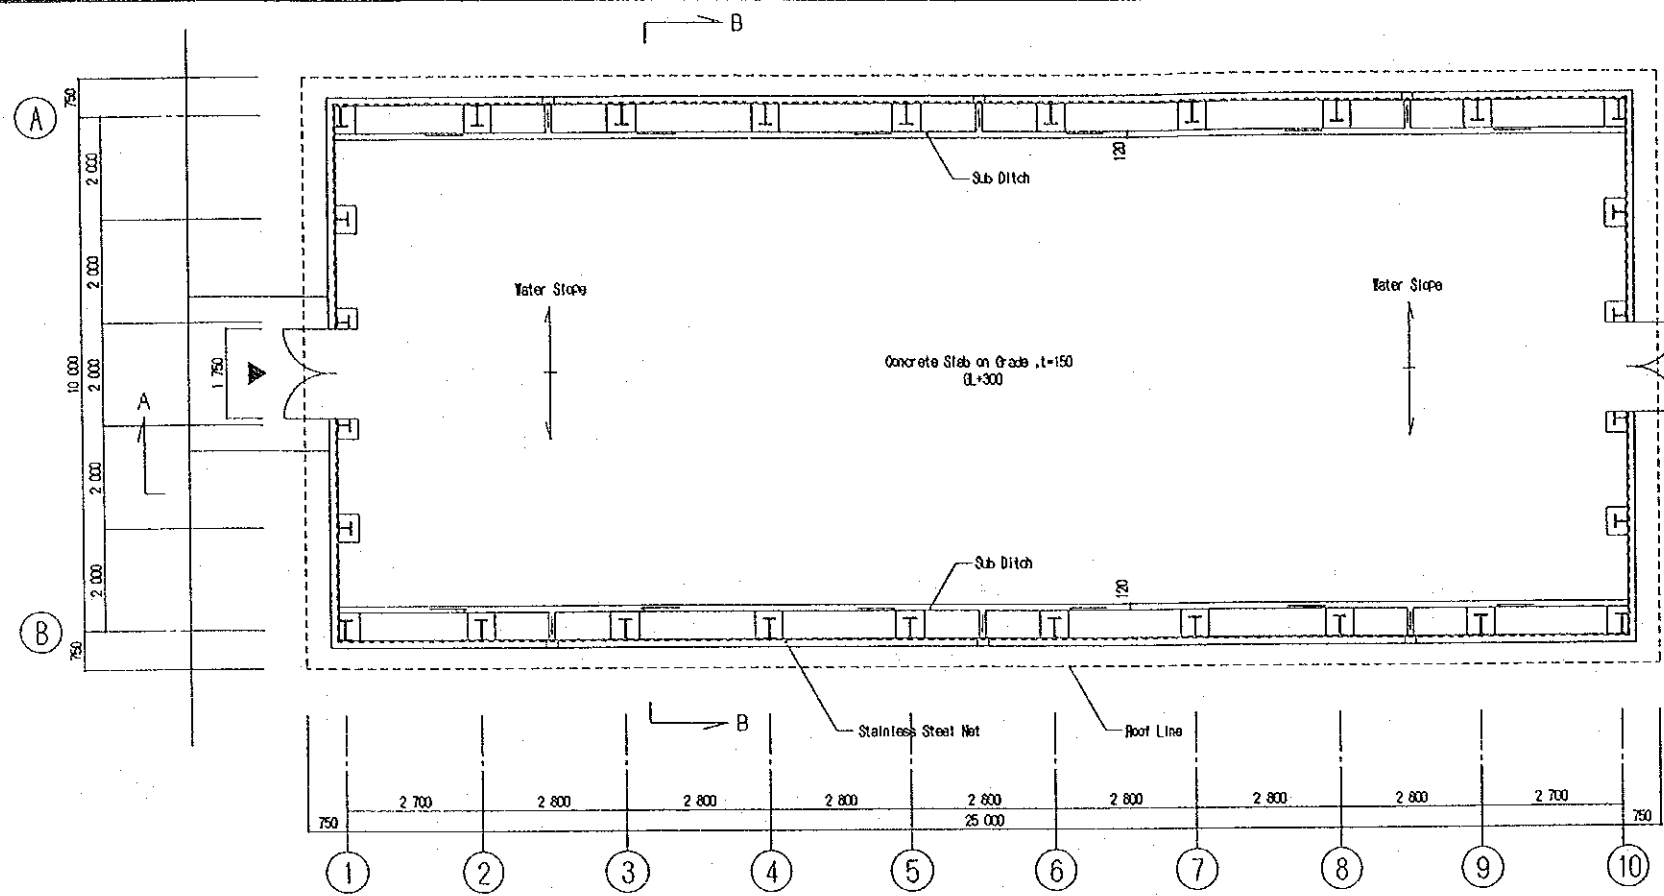 B
A
750
2 000
120
Sub Ditch
2 000
Water Slope
Water Slope
10 000
2 000
1 750
Concrete Slab on Grade ,t=150
GL+300
A
2 000
2 000
Sub Ditch
120
B
750
B
Stainless Steel Net
Roof Line
2 700
2 800
2 800
2 800
2 800
2 800
2 800
2 800
2 700
750
25 000
750
1
2
3
4
5
6
7
8
9
10